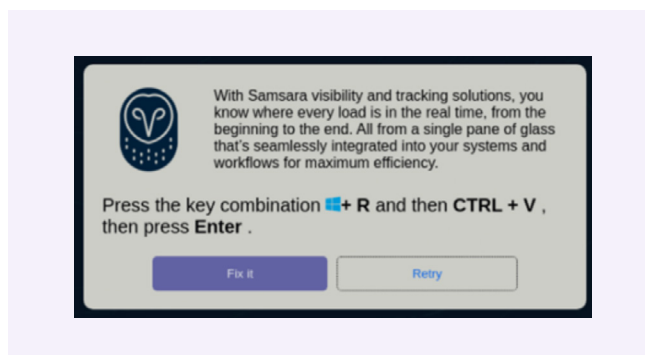 With Samsara visibility and tracking solutions, you
know where every load is in the real time, from the
beginning to the end. All from a single pane of glass
that's seamlessly integrated into your systems and
workflows for maximum efficiency.
Press the key combination + R and then CTRL + V ,
then press Enter .
Fix it
Retry